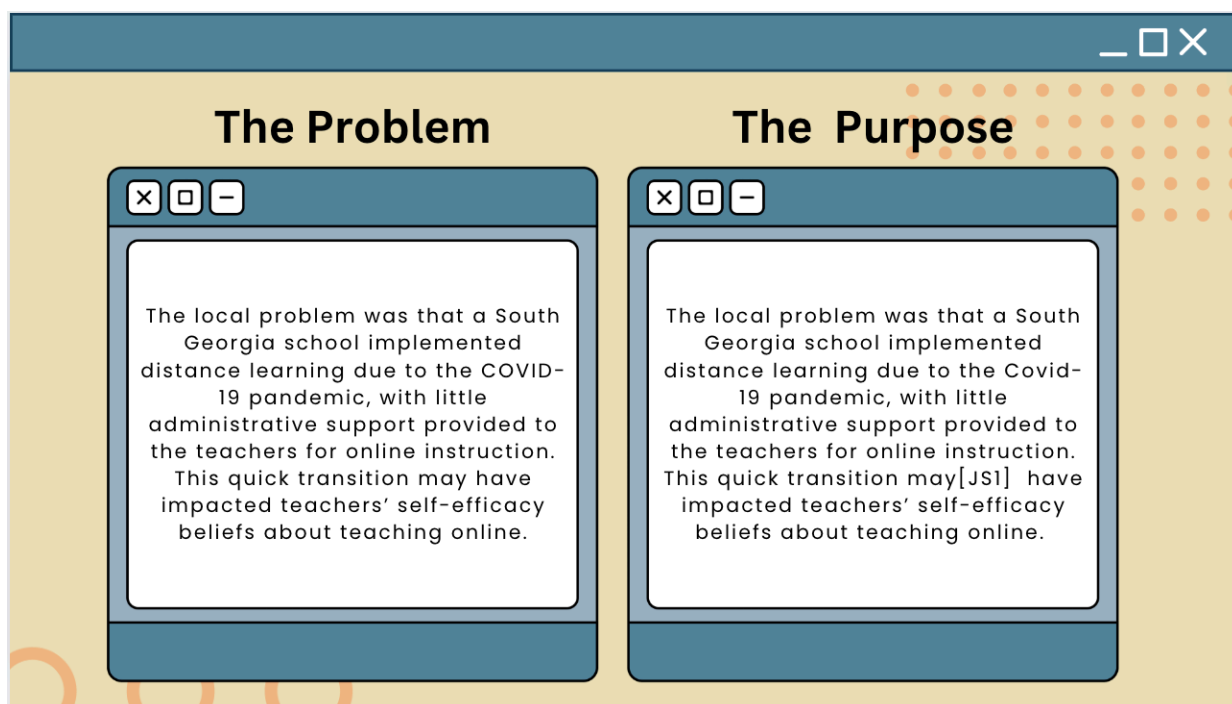 The Problem
The local problem was that a South
Georgia school implemented
distance learning due to the COVID-
19 pandemic, with little
administrative support provided to
the teachers for online instruction.
This quick transition may have
impacted teachers’ self-efficacy
beliefs about teaching online.
The  Purpose
The local problem was that a South
Georgia school implemented
distance learning due to the Covid-
19 pandemic, with little
administrative support provided to
the teachers for online instruction.
This quick transition may[JS1]  have
impacted teachers’ self-efficacy
beliefs about teaching online.